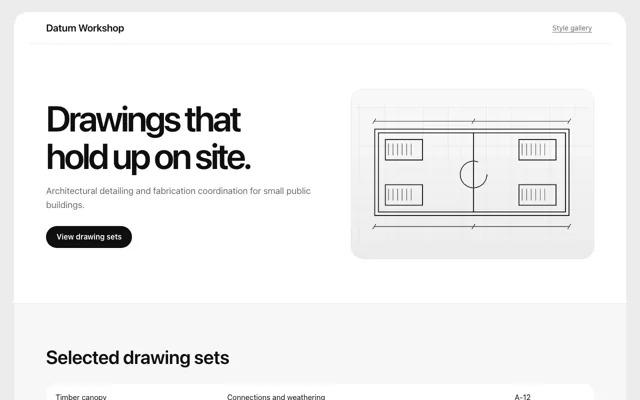 Datum Workshop
Style gallery
Drawings that
hold up on site.
Architectural detailing and fabrication coordination for small public
buildings.
View drawing sets
Selected drawing sets
Timber canopy
Connections and weathering
A-12